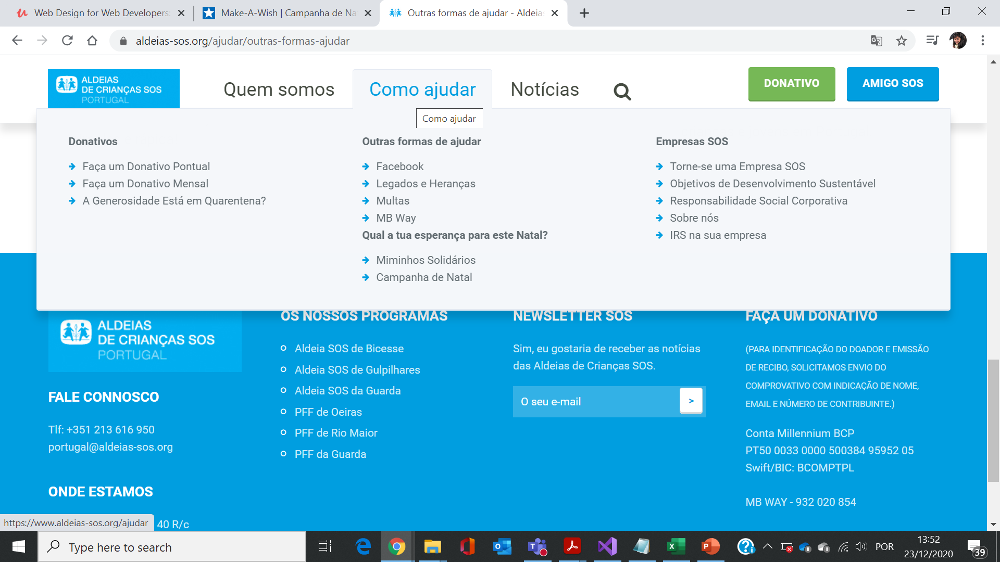 Web Design for Web Developers:
Make-A-Wish | Campanha de Na
Outras formas de ajudar - Aldeia
aldeias-sos.org/ajudar/outras-formas-ajudar
ALDEIAS
DE CRIANÇAS SOS
PORTUGAL
Quem somos
Como ajudar
Notícias
DONATIVO
AMIGO SOS
Como ajudar
Donativos
Faça um Donativo Pontual
Faça um Donativo Mensal
A Generosidade Está em Quarentena?
Outras formas de ajudar
Facebook
Legados e Heranças
Multas
MB Way
Qual a tua esperança para este Natal?
Miminhos Solidários
Campanha de Natal
Empresas SOS
Torne-se uma Empresa SOS
Objetivos de Desenvolvimento Sustentável
Responsabilidade Social Corporativa
Sobre nós
IRS na sua empresa
ALDEIAS
DE CRIANÇAS SOS
PORTUGAL
FALE CONNOSCO
Tlf: +351 213 616 950
portugal@aldeias-sos.org
ONDE ESTAMOS
40 R/c
OS NOSSOS PROGRAMAS
Aldeia SOS de Bicesse
Aldeia SOS de Gulpilhares
Aldeia SOS da Guarda
PFF de Oeiras
PFF de Rio Maior
PFF da Guarda
NEWSLETTER SOS
Sim, eu gostaria de receber as notícias
das Aldeias de Crianças SOS.
O seu e-mail
>
FAÇA UM DONATIVO
(PARA IDENTIFICAÇÃO DO DOADOR E EMISSÃO
DE RECIBO, SOLICITAMOS ENVIO DO
COMPROVATIVO COM INDICAÇÃO DE NOME,
EMAIL E NÚMERO DE CONTRIBUINTE.)
Conta Millennium BCP
PT50 0033 0000 500384 95952 05
Swift/BIC: BCOMPTPL
MB WAY - 932 020 854
https://www.aldeias-sos.org/ajudar
Type here to search
POR
13:52
23/12/2020
39